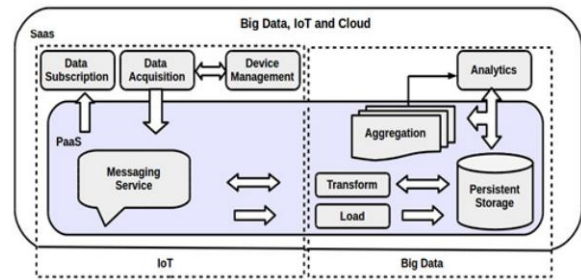 Big Data, IoT and Cloud
Saas
Data
Subscription
Data
Acquisition
Device
Management
Analytics
PaaS
Aggregation
Messaging
Service
Transform
Load
Persistent
Storage
IoT
Big Data